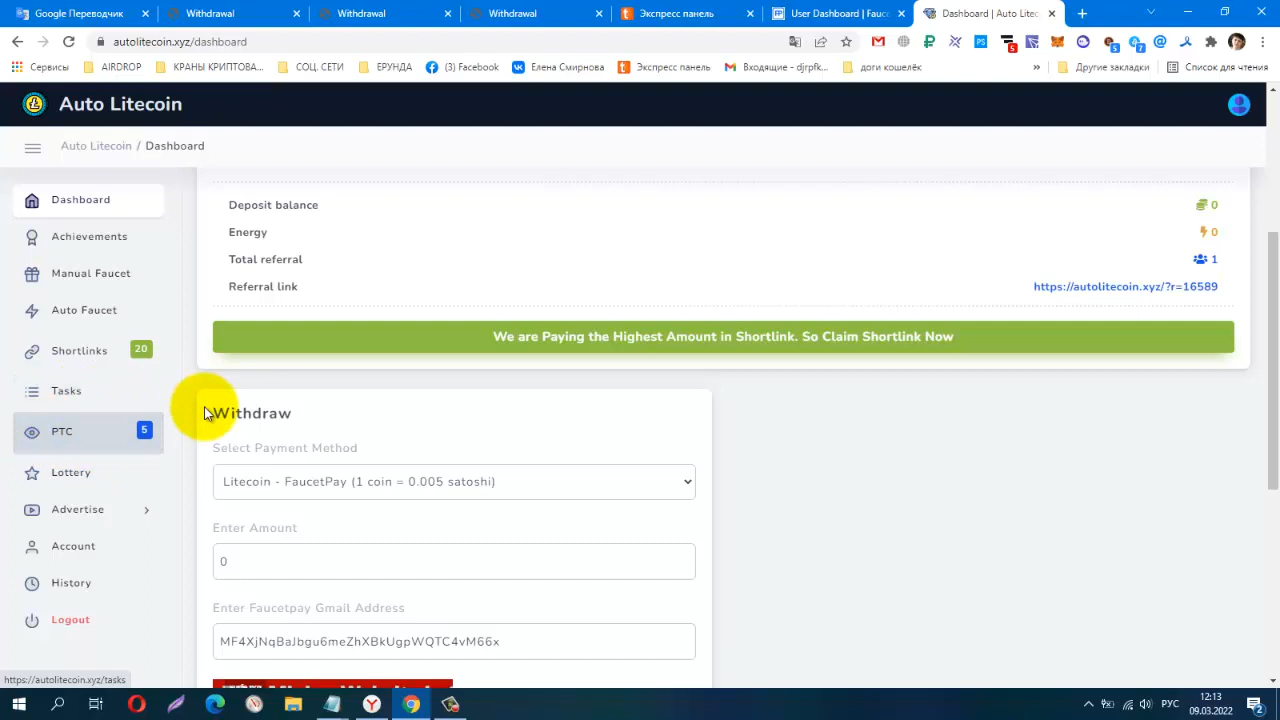 Google Переводчик
Withdrawal
Withdrawal
Withdrawal
Экспресс панель
User Dashboard | Fauce
Dashboard | Auto Litec
autolitecoin.xyz/dashboard
Сервисы
AIRDROP
КРАНЫ КРИПТОВА...
СОЦ. СЕТИ
ЕРУНДА
(3) Facebook
Елена Смирнова
Экспресс панель
Входящие - djrpfk...
доги кошелёк
»
Другие закладки
Список для чтения
Auto Litecoin
Auto Litecoin / Dashboard
Dashboard
Achievements
Manual Faucet
Auto Faucet
Shortlinks 20
Tasks
PTC 5
Lottery
Advertise
Account
History
Logout
Deposit balance 0
Energy 0
Total referral 1
Referral link https://autolitecoin.xyz/?r=16589
We are Paying the Highest Amount in Shortlink. So Claim Shortlink Now
Withdraw
Select Payment Method
Litecoin - FaucetPay (1 coin = 0.005 satoshi)
Enter Amount
0
Enter Faucetpay Gmail Address
MF4XjNqBaJbgu6meZhXBkUgpWQTC4vM66x
https://autolitecoin.xyz/tasks
РУС
12:13
09.03.2022
2